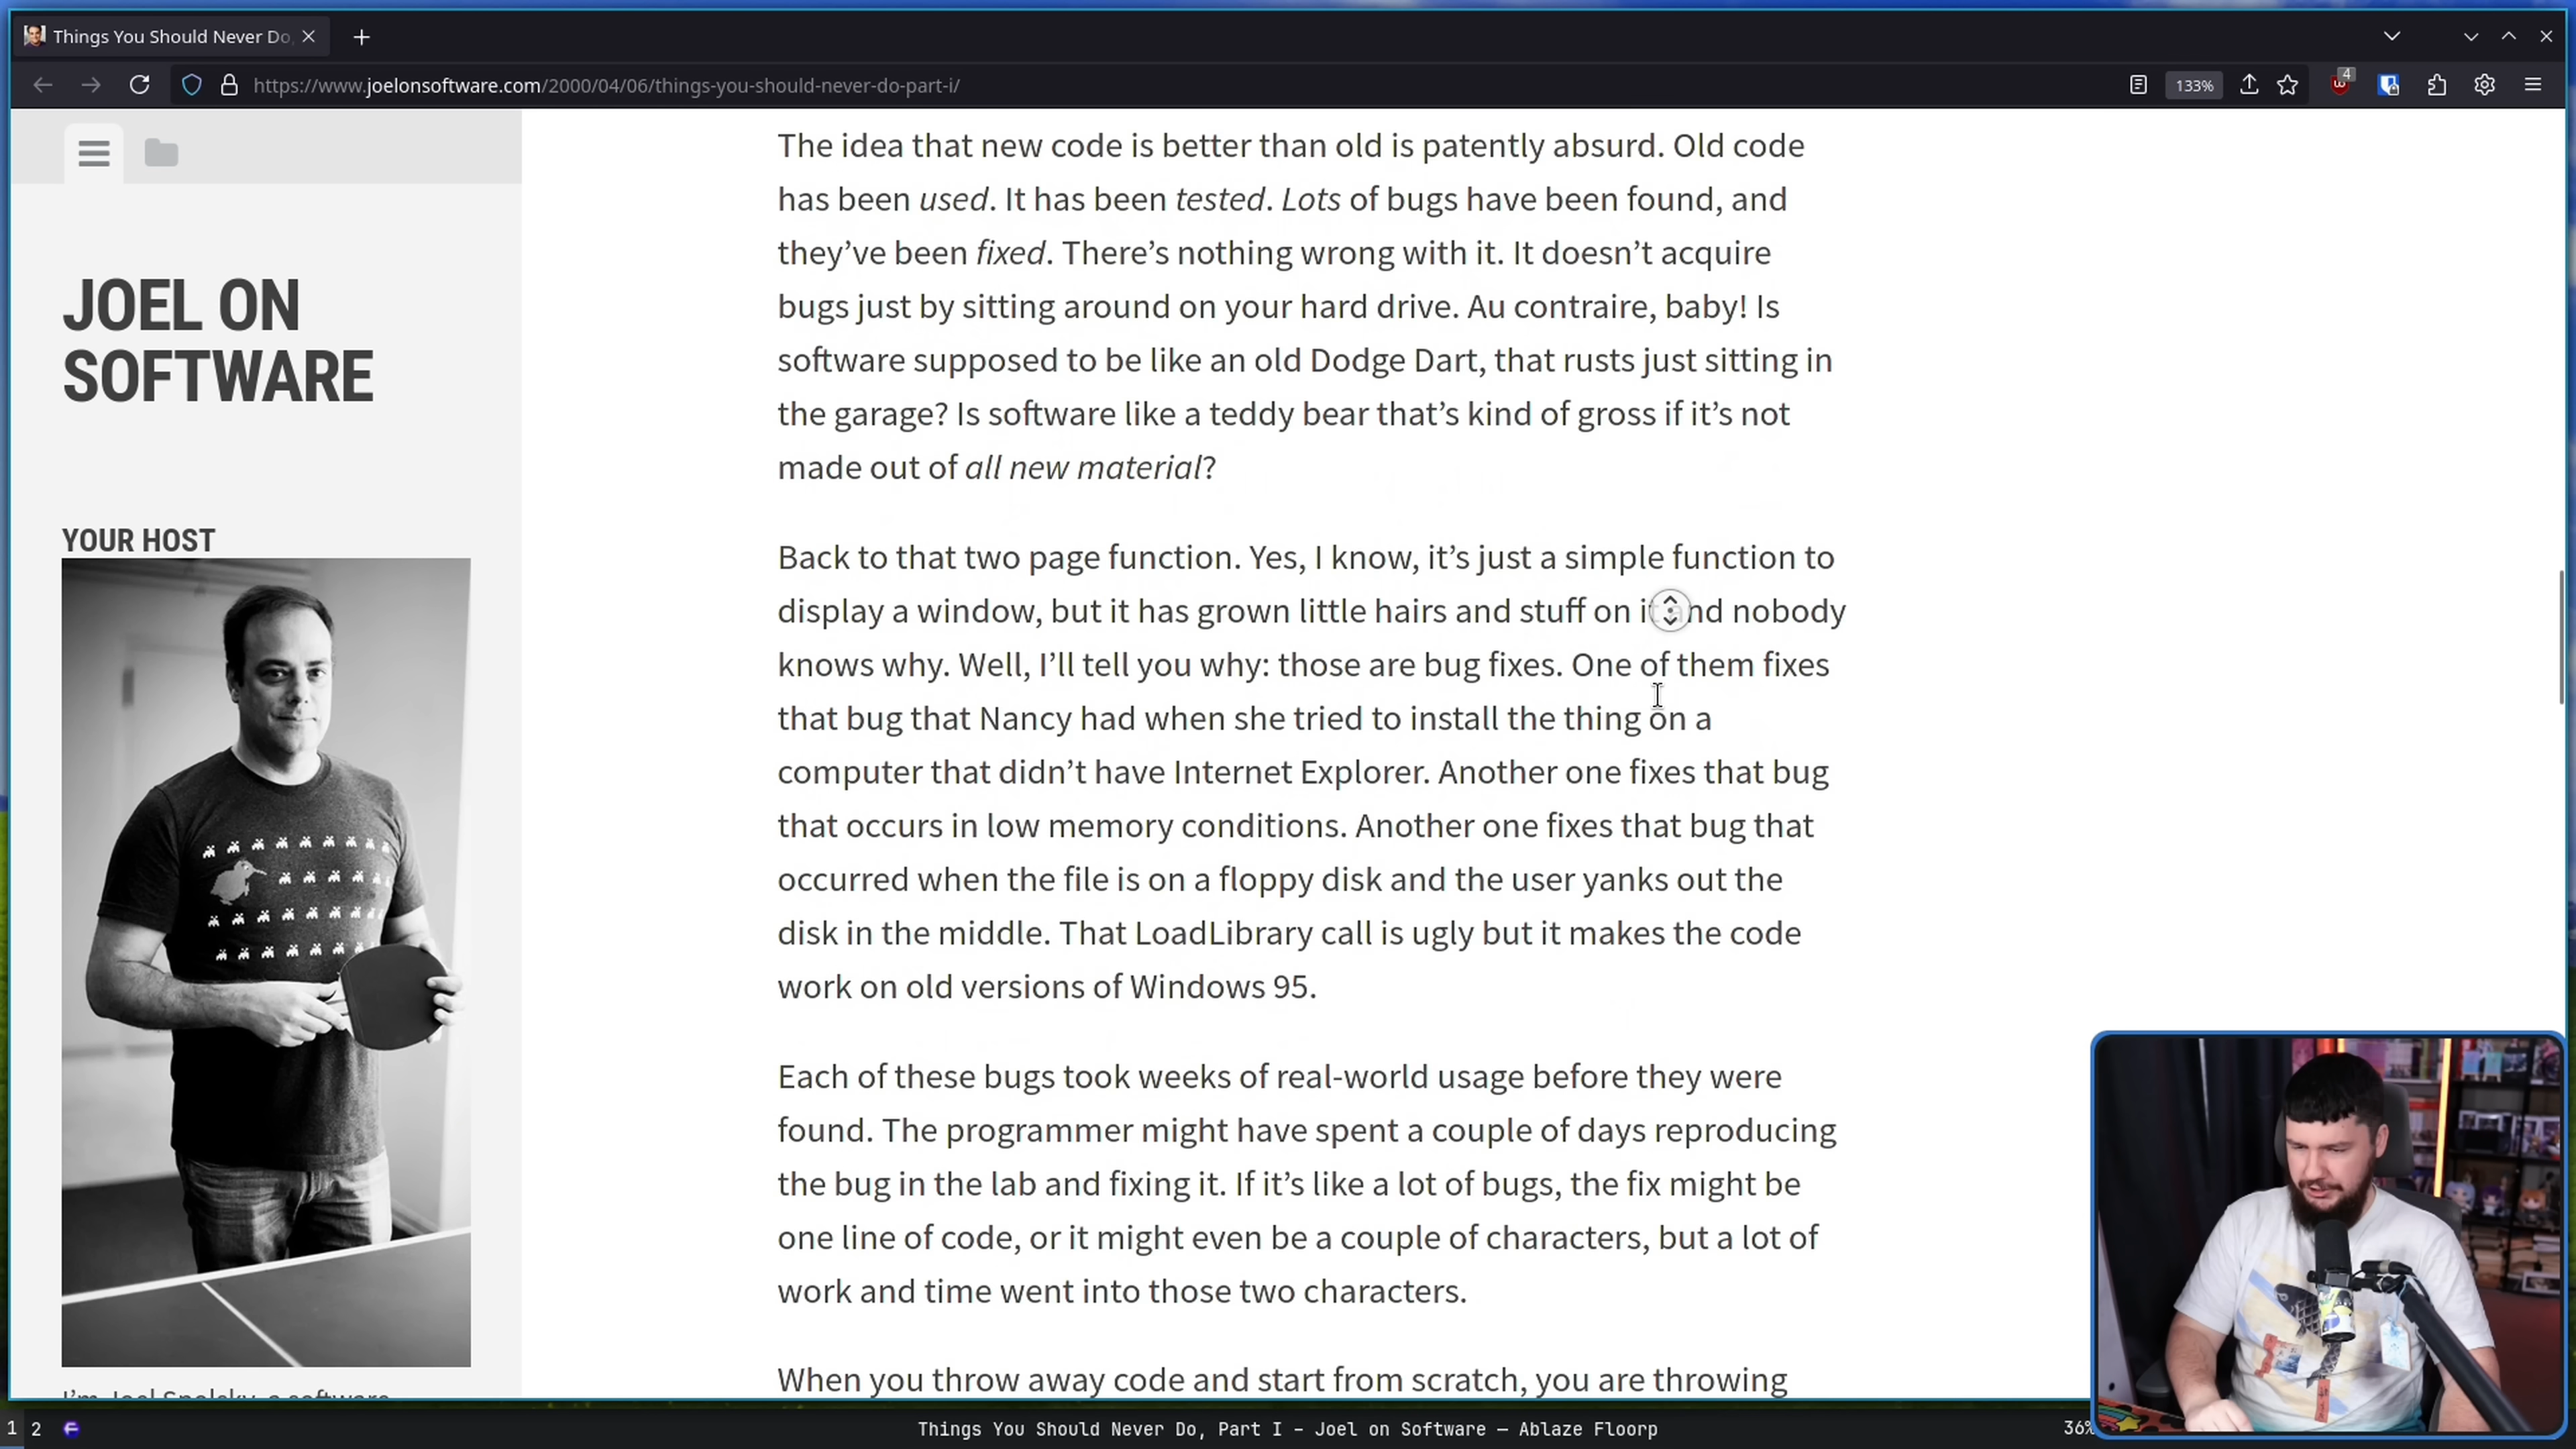 Things You Should Never Do
https://www.joelonsoftware.com/2000/04/06/things-you-should-never-do-part-i/
133%
4
JOEL ON
SOFTWARE
YOUR HOST
I'm Joel Spolsky, a software
The idea that new code is better than old is patently absurd. Old code
has been used. It has been tested. Lots of bugs have been found, and
they’ve been fixed. There’s nothing wrong with it. It doesn’t acquire
bugs just by sitting around on your hard drive. Au contraire, baby! Is
software supposed to be like an old Dodge Dart, that rusts just sitting in
the garage? Is software like a teddy bear that’s kind of gross if it’s not
made out of all new material?
Back to that two page function. Yes, I know, it’s just a simple function to
display a window, but it has grown little hairs and stuff on it and nobody
knows why. Well, I’ll tell you why: those are bug fixes. One of them fixes
that bug that Nancy had when she tried to install the thing on a
computer that didn’t have Internet Explorer. Another one fixes that bug
that occurs in low memory conditions. Another one fixes that bug that
occurred when the file is on a floppy disk and the user yanks out the
disk in the middle. That LoadLibrary call is ugly but it makes the code
work on old versions of Windows 95.
Each of these bugs took weeks of real-world usage before they were
found. The programmer might have spent a couple of days reproducing
the bug in the lab and fixing it. If it’s like a lot of bugs, the fix might be
one line of code, or it might even be a couple of characters, but a lot of
work and time went into those two characters.
When you throw away code and start from scratch, you are throwing
1 2
Things You Should Never Do, Part I – Joel on Software — Ablaze Floorp
36%